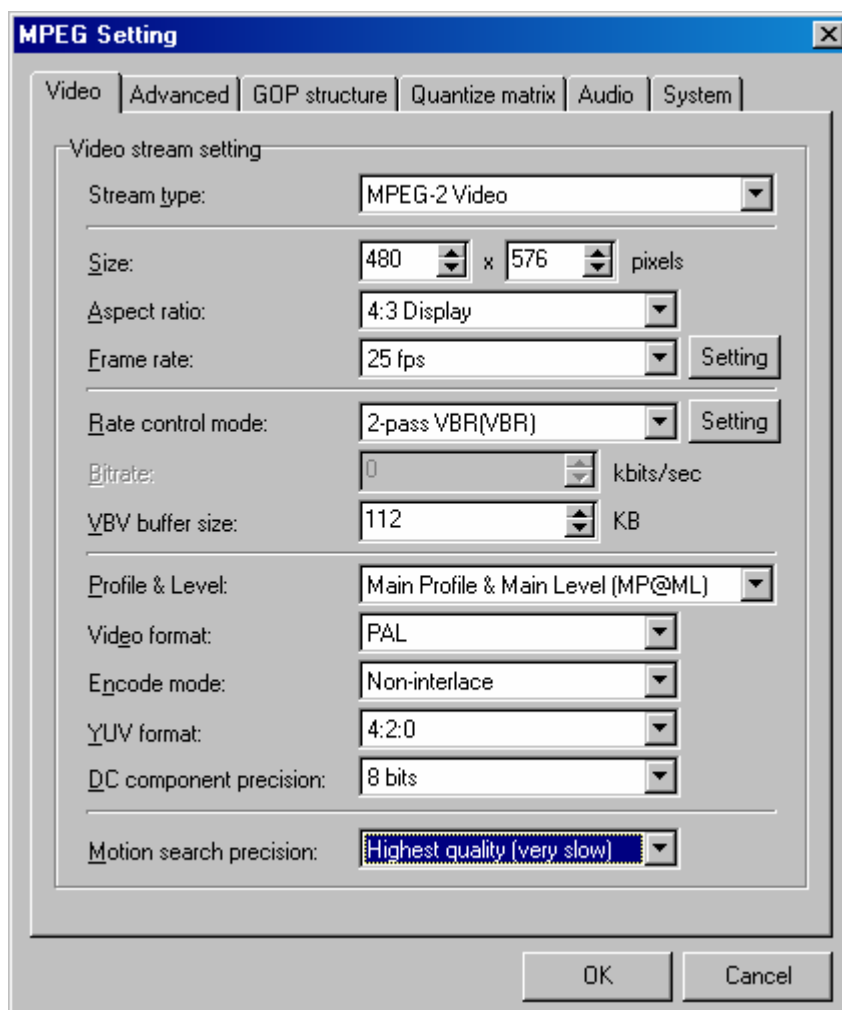 MPEG Setting
Video Advanced GOP structure Quantize matrix Audio System
Video stream setting
Stream type: MPEG-2 Video
Size: 480 x 576 pixels
Aspect ratio: 4:3 Display
Frame rate: 25 fps Setting
Rate control mode: 2-pass VBR(VBR) Setting
Bitrate: 0 kbits/sec
VBV buffer size: 112 KB
Profile & Level: Main Profile & Main Level (MP@ML)
Video format: PAL
Encode mode: Non-interlace
YUV format: 4:2:0
DC component precision: 8 bits
Motion search precision: Highest quality (very slow)
OK Cancel